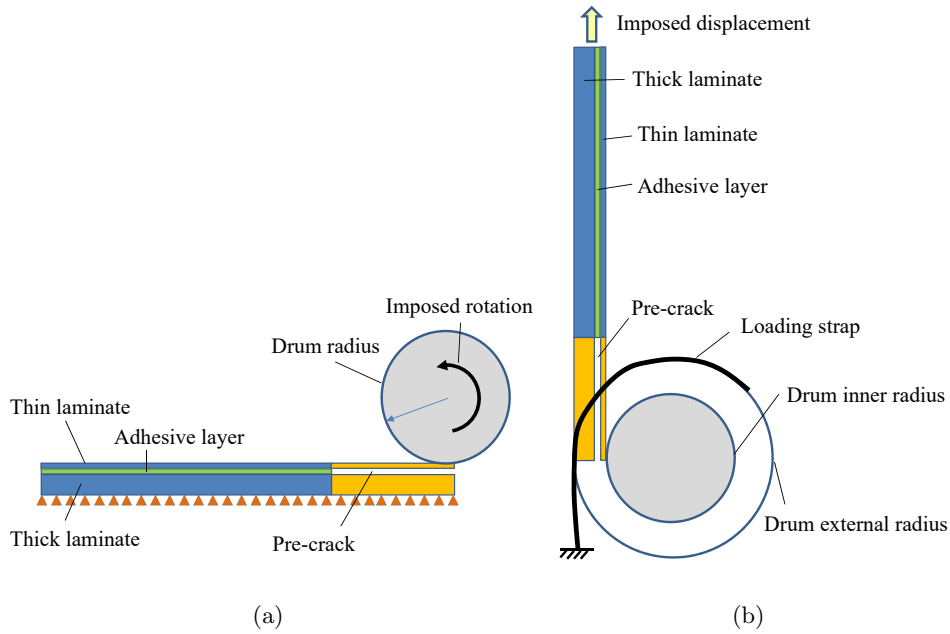 Imposed displacement
Thick laminate
Thin laminate
Adhesive layer
Pre-crack
Loading strap
Drum inner radius
Drum external radius
Imposed rotation
Drum radius
Thin laminate
Adhesive layer
Thick laminate
Pre-crack
(a)
(b)